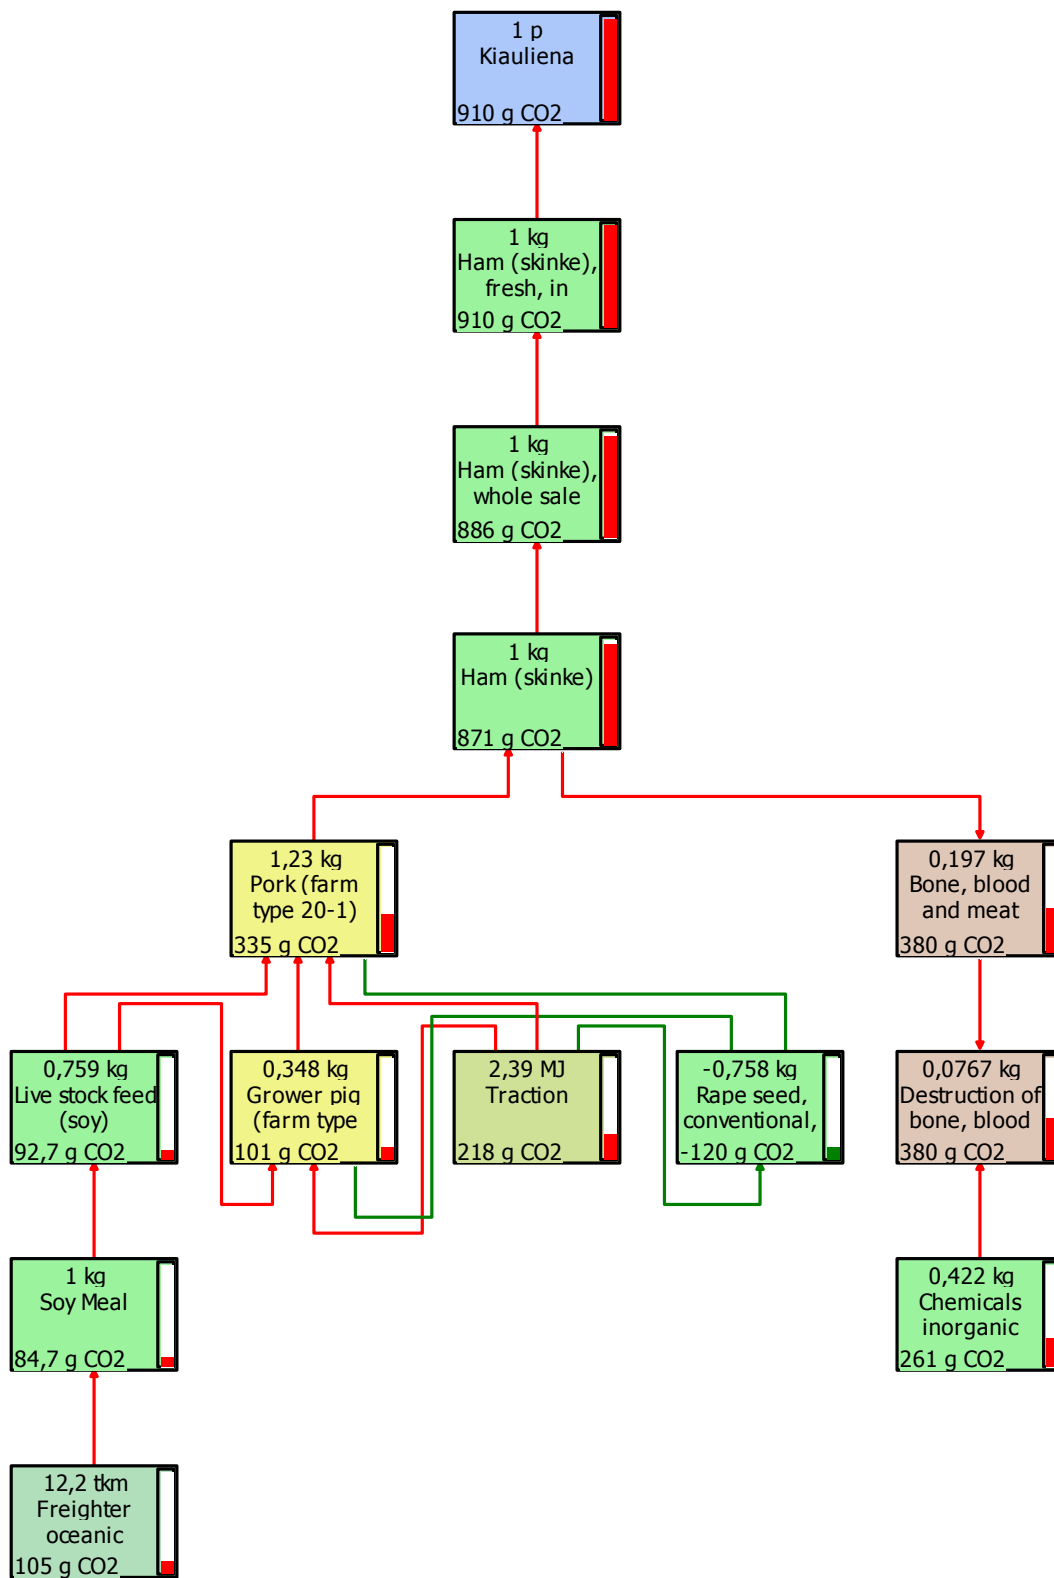 1 p
Kiauliena
910 g CO2
1 kg
Ham (skinke),
fresh, in
910 g CO2
1 kg
Ham (skinke),
whole sale
886 g CO2
1 kg
Ham (skinke)
871 g CO2
1,23 kg
Pork (farm
type 20-1)
335 g CO2
0,197 kg
Bone, blood
and meat
380 g CO2
0,759 kg
Live stock feed
(soy)
92,7 g CO2
0,348 kg
Grower pig
(farm type
101 g CO2
2,39 MJ
Traction
218 g CO2
-0,758 kg
Rape seed,
conventional,
-120 g CO2
0,0767 kg
Destruction of
bone, blood
380 g CO2
1 kg
Soy Meal
84,7 g CO2
0,422 kg
Chemicals
inorganic
261 g CO2
12,2 tkm
Freighter
oceanic
105 g CO2